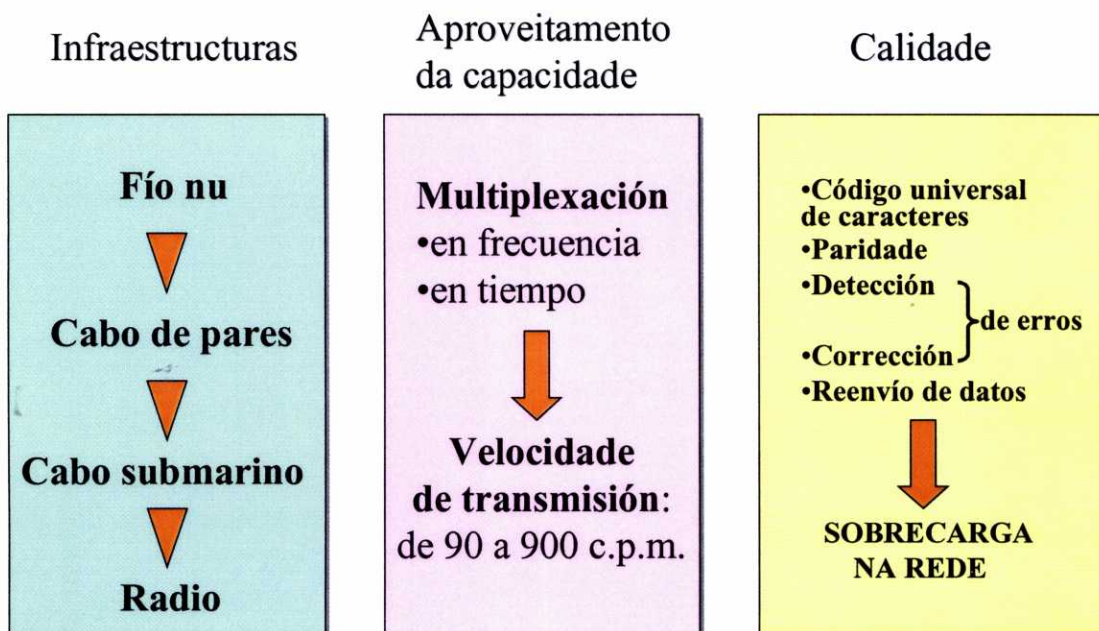 Infraestructuras
Fío nu
Cabo de pares
Cabo submarino
Radio
Aproveitamento
da capacidade
Multiplexación
•en frecuencia
•en tiempo
Velocidade
de transmisión:
de 90 a 900 c.p.m.
Calidade
•Código universal
de caracteres
•Paridade
•Detección
de erros
•Corrección
•Reenvío de datos
SOBRECARGA
NA REDE